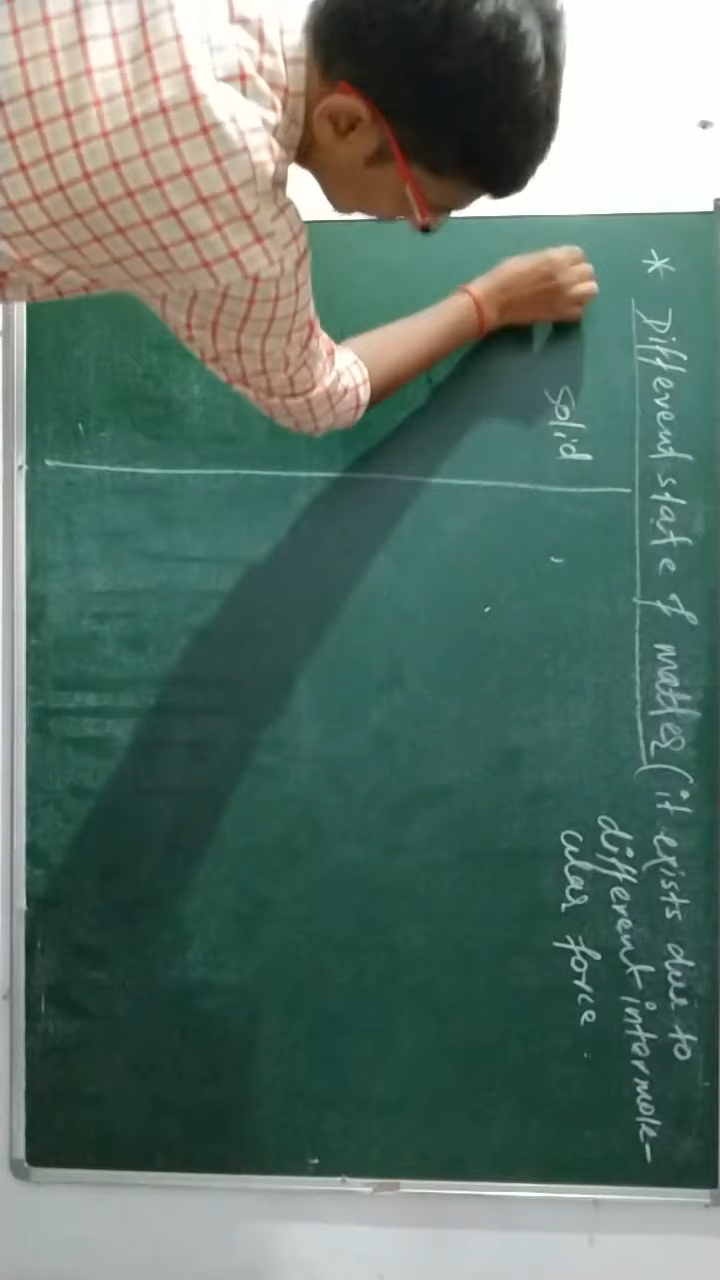 * Different state of matter (it exists due to
different intermole-
cular force.
Solid